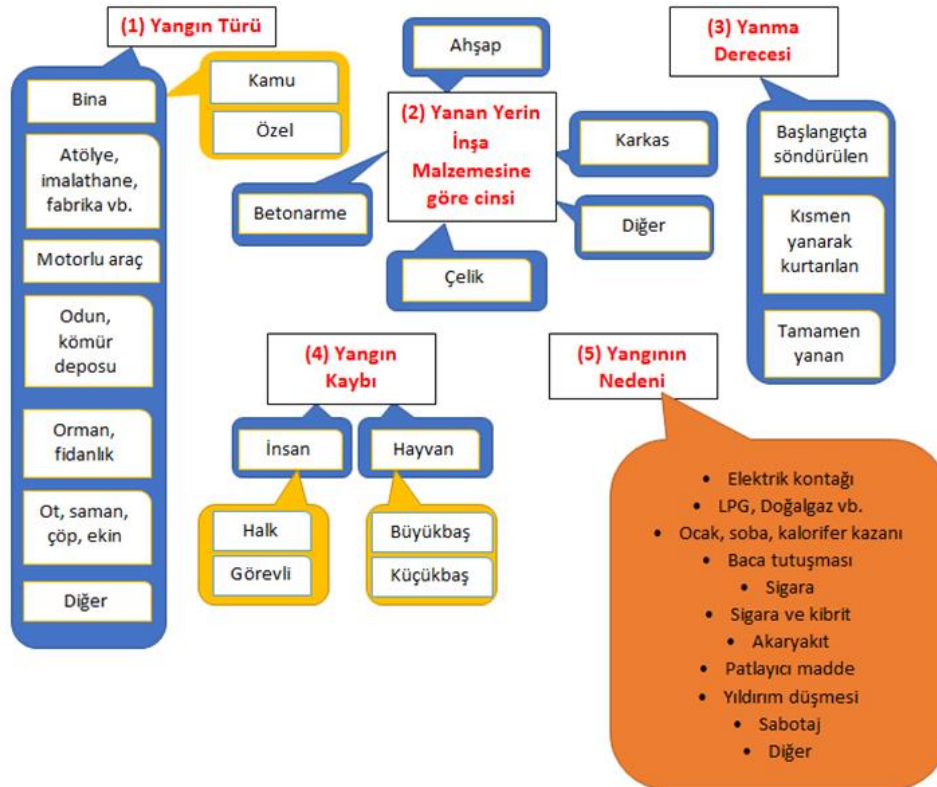 (1) Yangın Türü
Bina
Kamu
Özel
Atölye,
imalathane,
fabrika vb.
Motorlu araç
Odun,
kömür
deposu
Orman,
fidanlık
Ot, saman,
çöp, ekin
Diğer
(2) Yanan Yerin
İnşa
Malzemesine
göre cinsi
Ahşap
Karkas
Betonarme
Diğer
Çelik
(3) Yanma
Derecesi
Başlangıçta
söndürülen
Kısmen
yanarak
kurtarılan
Tamamen
yanan
(4) Yangın
Kaybı
İnsan
Halk
Görevli
Hayvan
Büyükbaş
Küçükbaş
(5) Yangının
Nedeni
• Elektrik kontağı
• LPG, Doğalgaz vb.
• Ocak, soba, kalorifer kazanı
• Baca tutuşması
• Sigara
• Sigara ve kibrit
• Akaryakıt
• Patlayıcı madde
• Yıldırım düşmesi
• Sabotaj
• Diğer